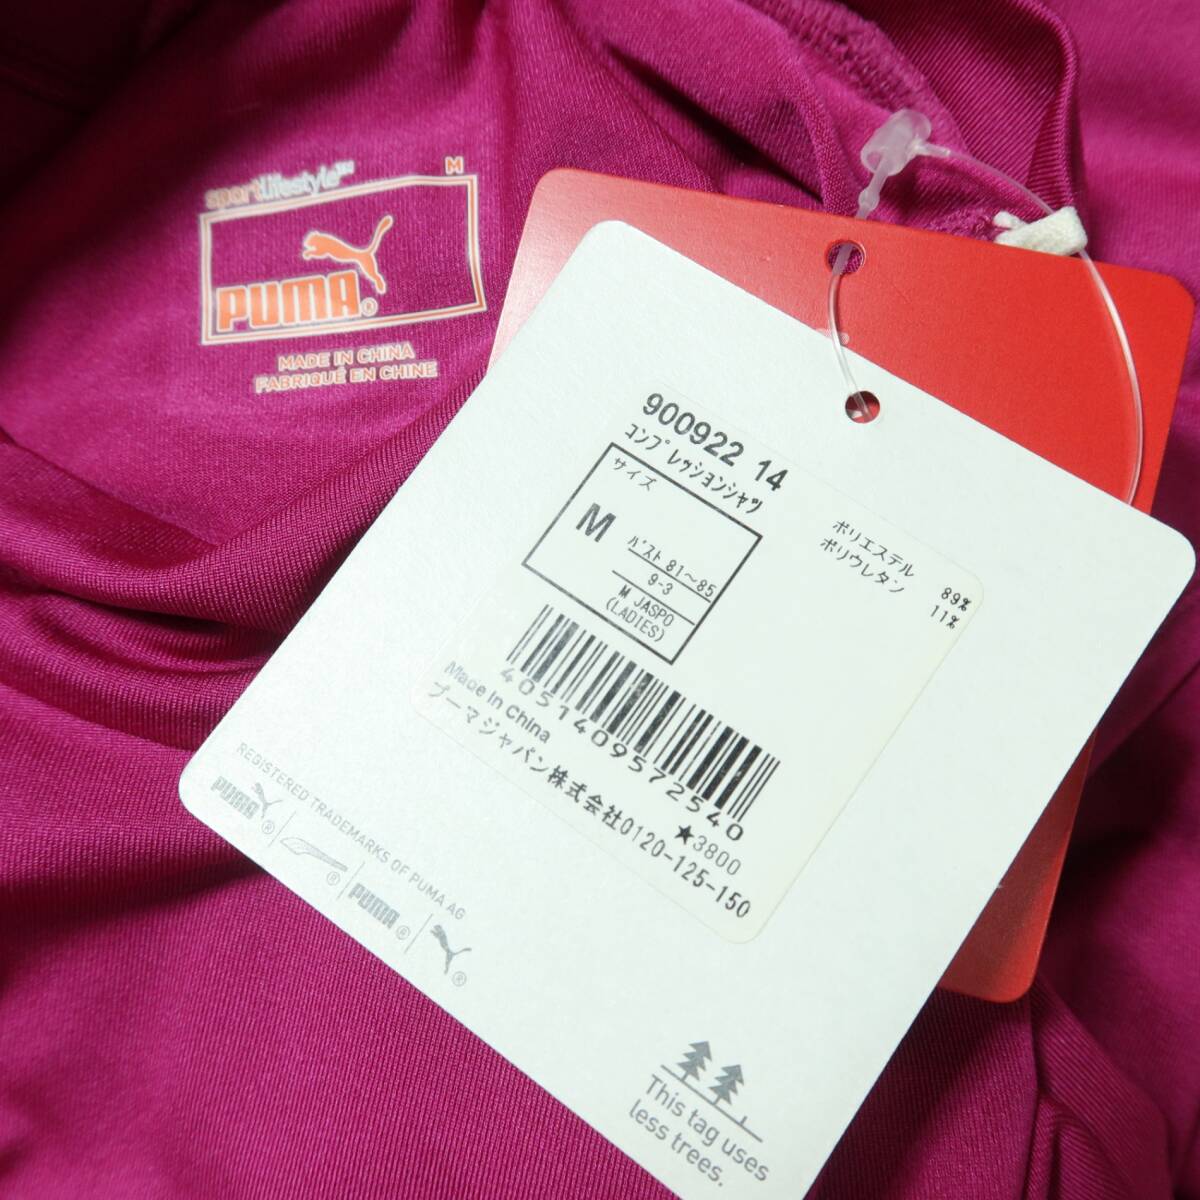 sportlifestyle™
M
PUMA®
MADE IN CHINA
FABRIQUÉ EN CHINE
900922 14
コンプレッションシャツ
サイズ
M
バスト 81~85
9-3
M JASPO
(LADIES)
ポリエステル 89%
ポリウレタン 11%
4051409572540
Made in China
★3800
プーマジャパン株式会社0120-125-150
REGISTERED TRADEMARKS OF PUMA AG
PUMA®
®
PUMA®
®
This tag uses
less trees.